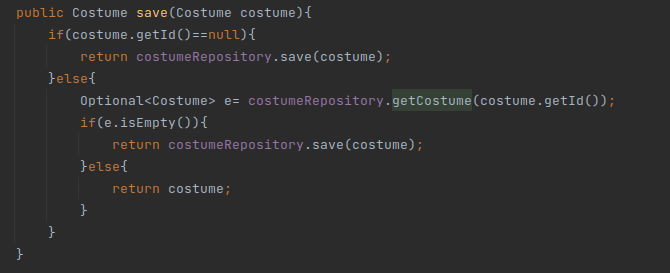 public Costume save(Costume costume){
    if(costume.getId()==null){
        return costumeRepository.save(costume);
    }else{
        Optional<Costume> e= costumeRepository.getCostume(costume.getId());
        if(e.isEmpty()){
            return costumeRepository.save(costume);
        }else{
            return costume;
        }
    }
}